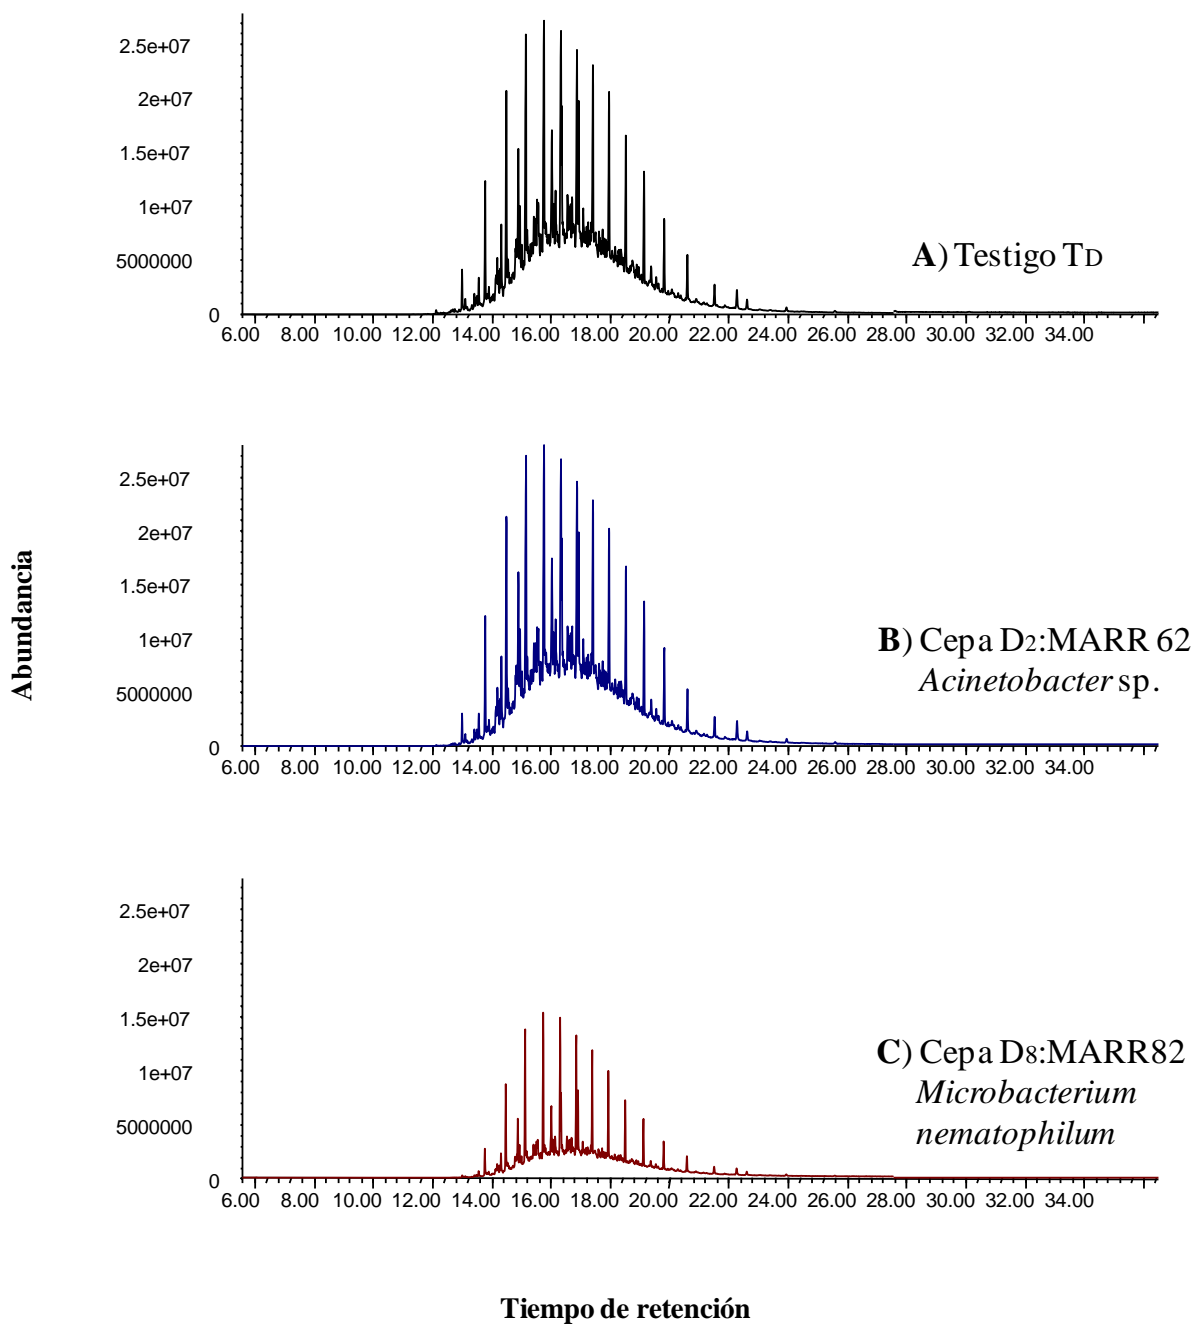 2.5e+07
2e+07
1.5e+07
1e+07
5000000
0
6.00 8.00 10.00 12.00 14.00 16.00 18.00 20.00 22.00 24.00 26.00 28.00 30.00 32.00 34.00
A) Testigo TD
Abundancia
2.5e+07
2e+07
1.5e+07
1e+07
5000000
0
6.00 8.00 10.00 12.00 14.00 16.00 18.00 20.00 22.00 24.00 26.00 28.00 30.00 32.00 34.00
B) Cepa D2:MARR 62
Acinetobacter sp.
2.5e+07
2e+07
1.5e+07
1e+07
5000000
0
6.00 8.00 10.00 12.00 14.00 16.00 18.00 20.00 22.00 24.00 26.00 28.00 30.00 32.00 34.00
C) Cepa D8:MARR82
Microbacterium
nematophilum
Tiempo de retención